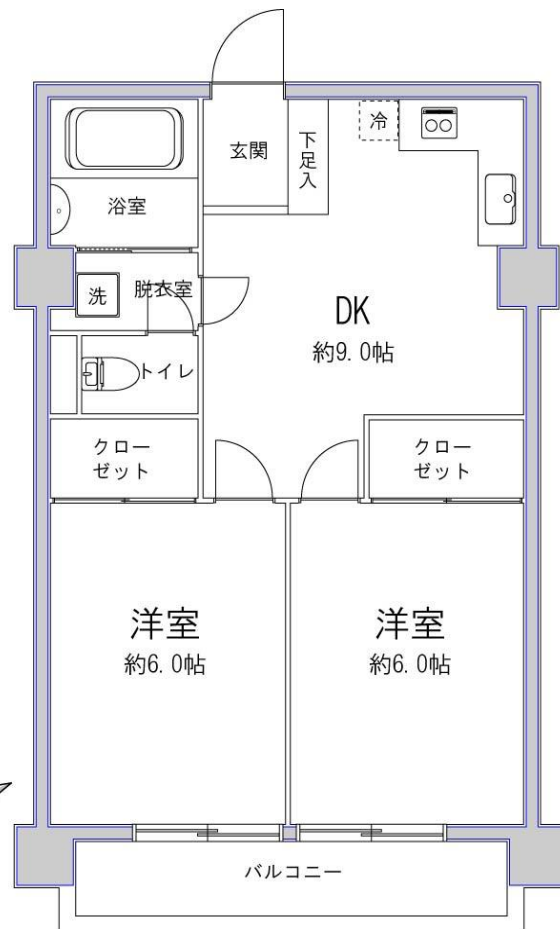 玄関
下足入
冷
浴室
洗
脱衣室
DK
約9.0帖
トイレ
クロー
ゼット
クロー
ゼット
洋室
約6.0帖
洋室
約6.0帖
バルコニー